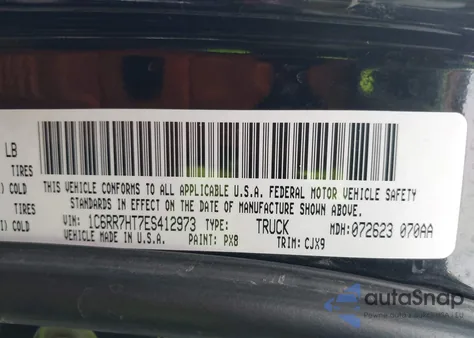 LB
TIRES
) COLD
TIRES
) COLD
THIS VEHICLE CONFORMS TO ALL APPLICABLE U.S.A. FEDERAL MOTOR VEHICLE SAFETY
STANDARDS IN EFFECT ON THE DATE OF MANUFACTURE SHOWN ABOVE.
VIN: 1C6RR7HT7ES412973 TYPE: TRUCK MDH: 072623 070AA
VEHICLE MADE IN U.S.A. PAINT: PX8 TRIM: CJX9
autoSnap